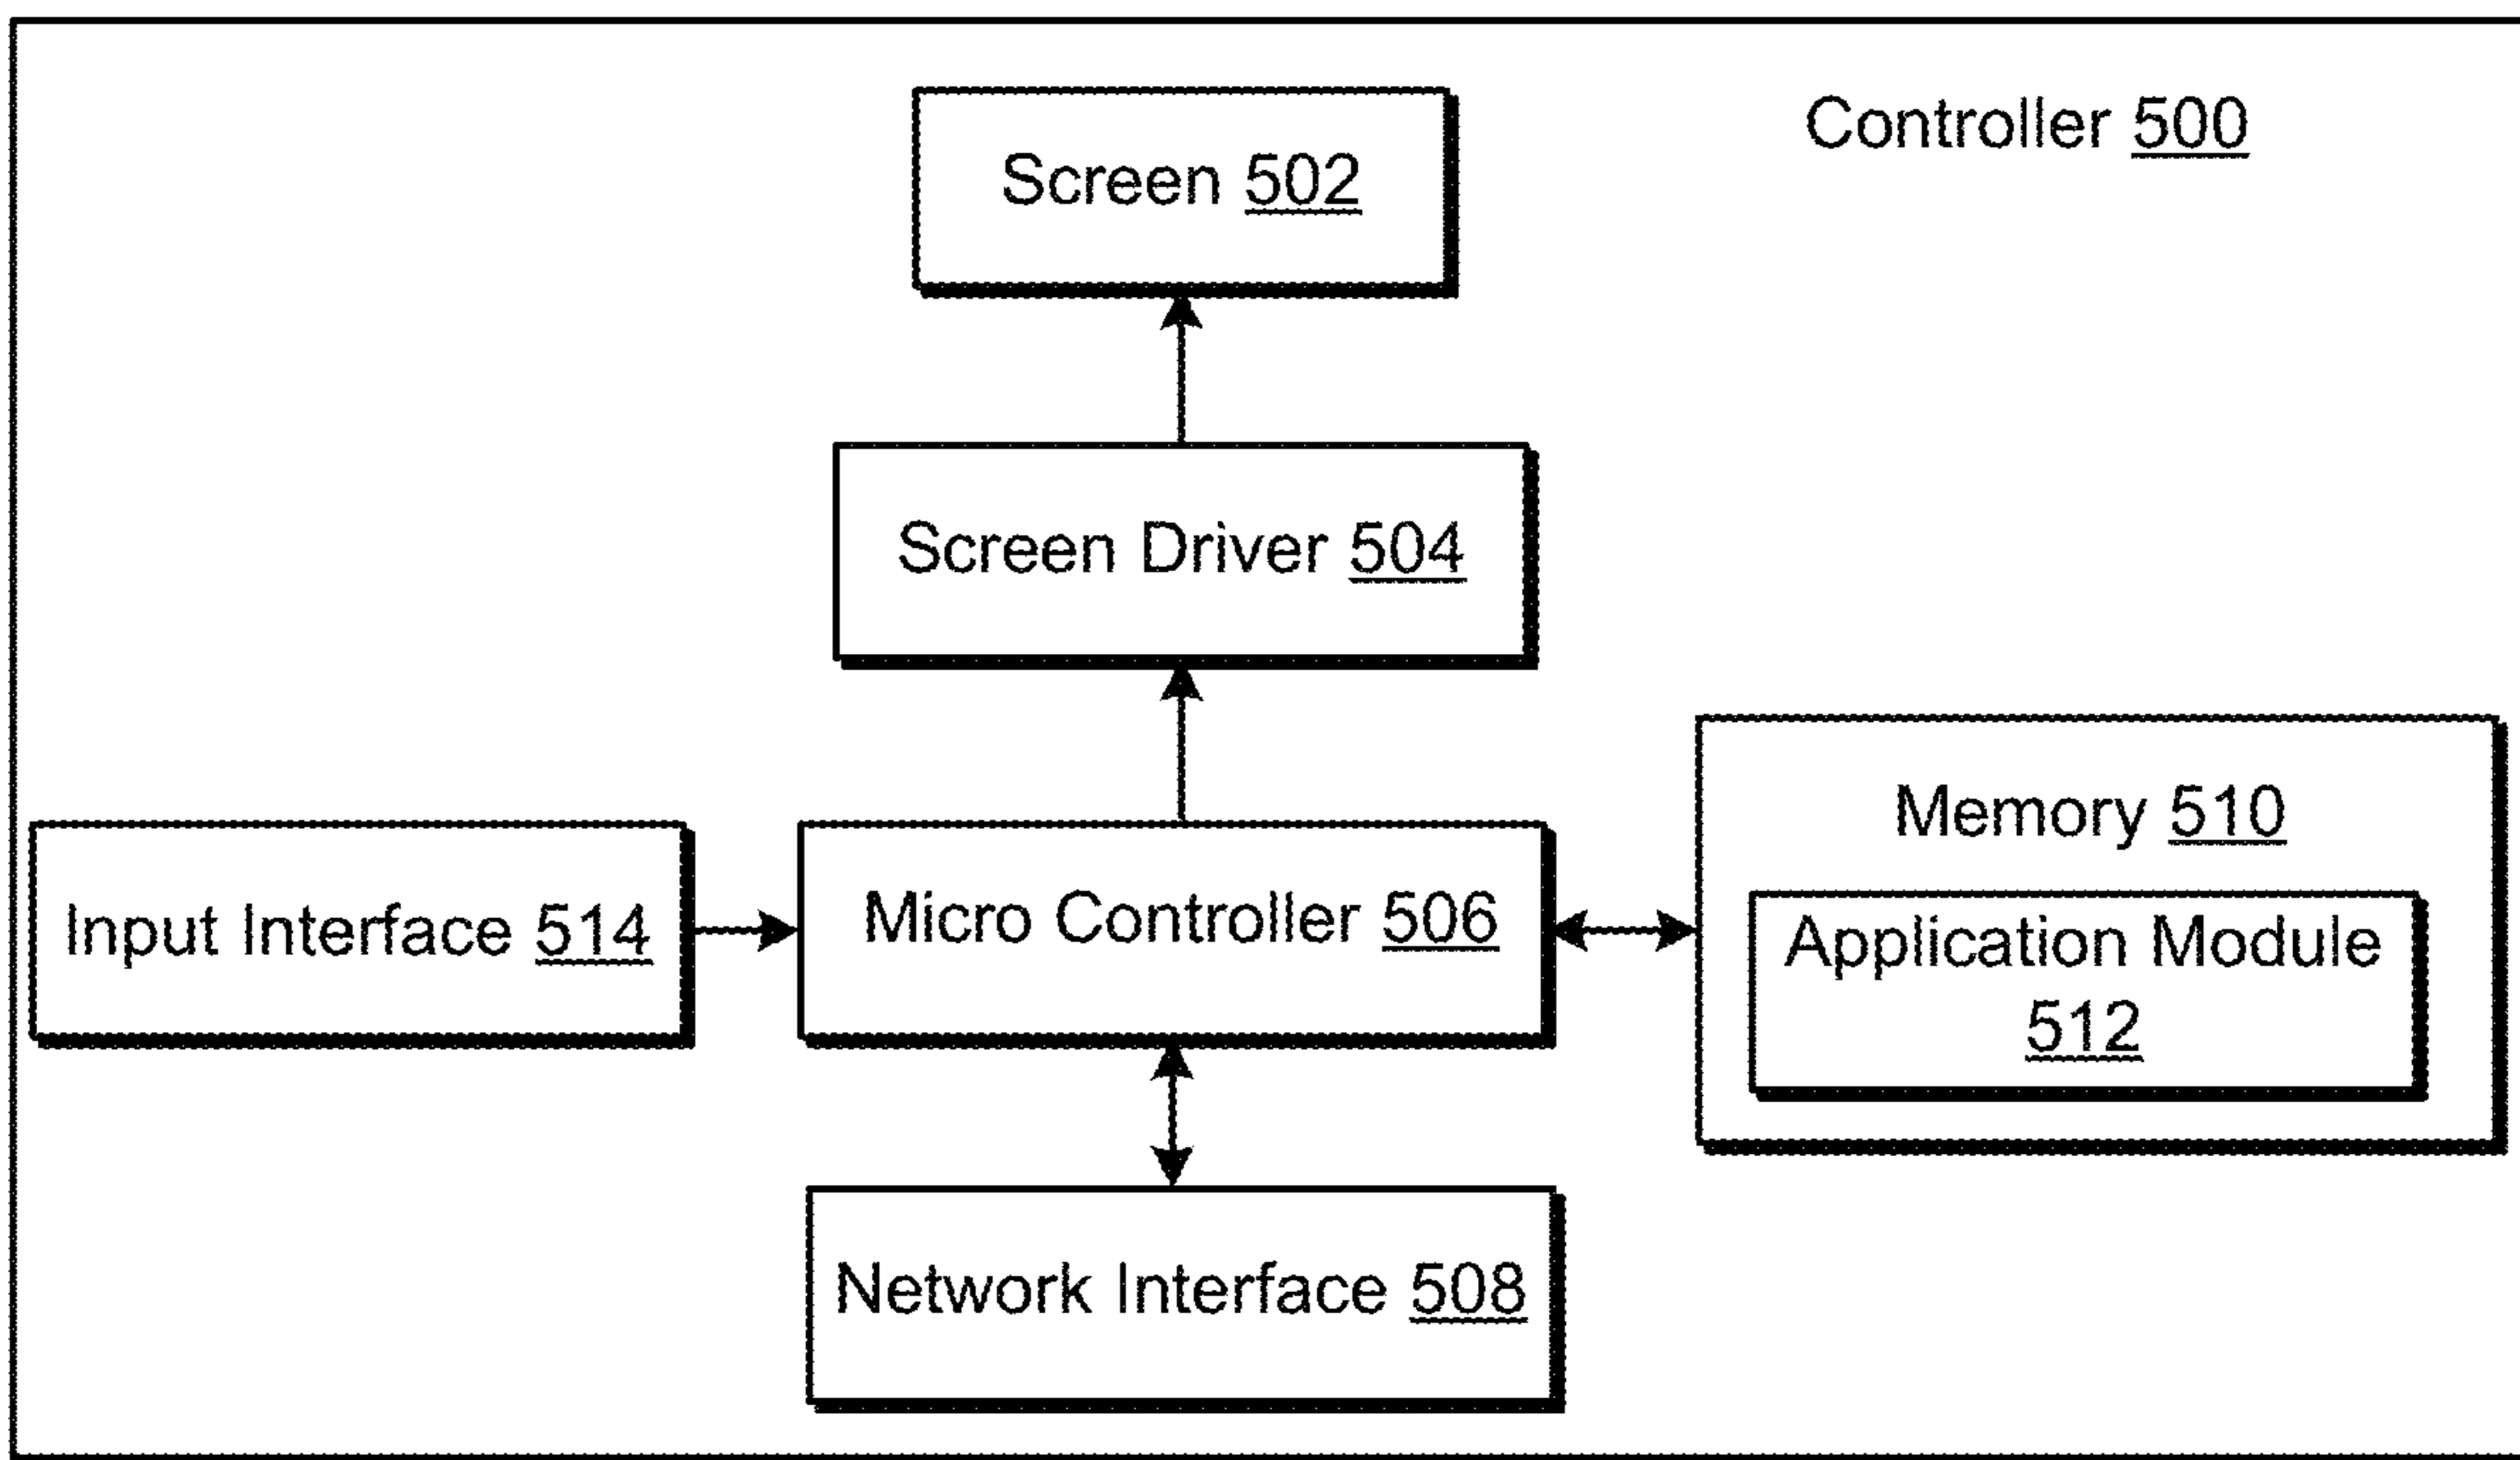 Controller 500
Screen 502
Screen Driver 504
Memory 510
Input Interface 514
Micro Controller 506
Application Module
512
Network Interface 508